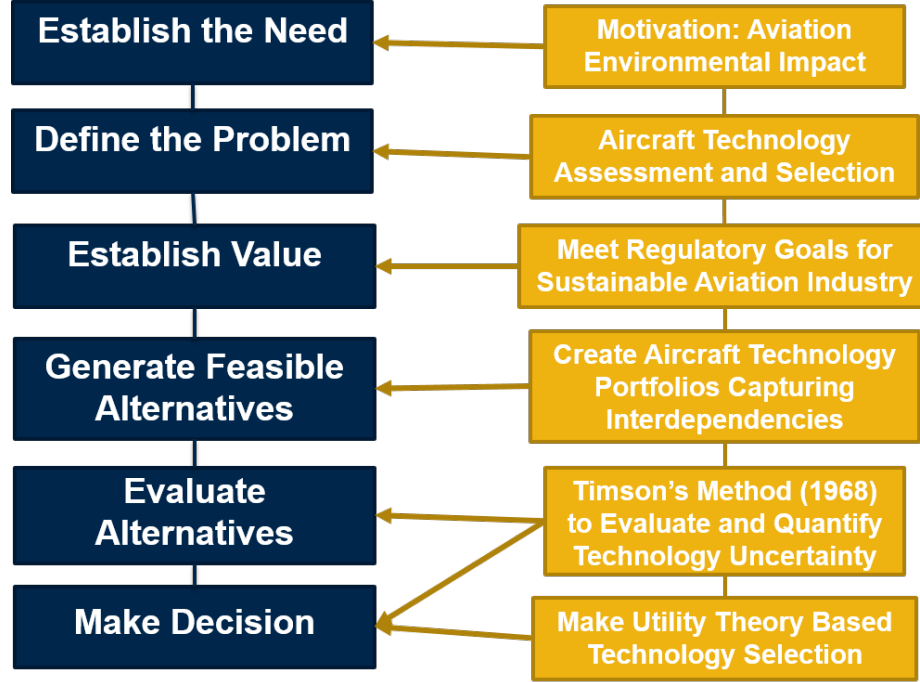 Establish the Need
Motivation: Aviation
Environmental Impact
Define the Problem
Aircraft Technology
Assessment and Selection
Establish Value
Meet Regulatory Goals for
Sustainable Aviation Industry
Generate Feasible
Alternatives
Create Aircraft Technology
Portfolios Capturing
Interdependencies
Evaluate
Alternatives
Timson's Method (1968)
to Evaluate and Quantify
Technology Uncertainty
Make Decision
Make Utility Theory Based
Technology Selection